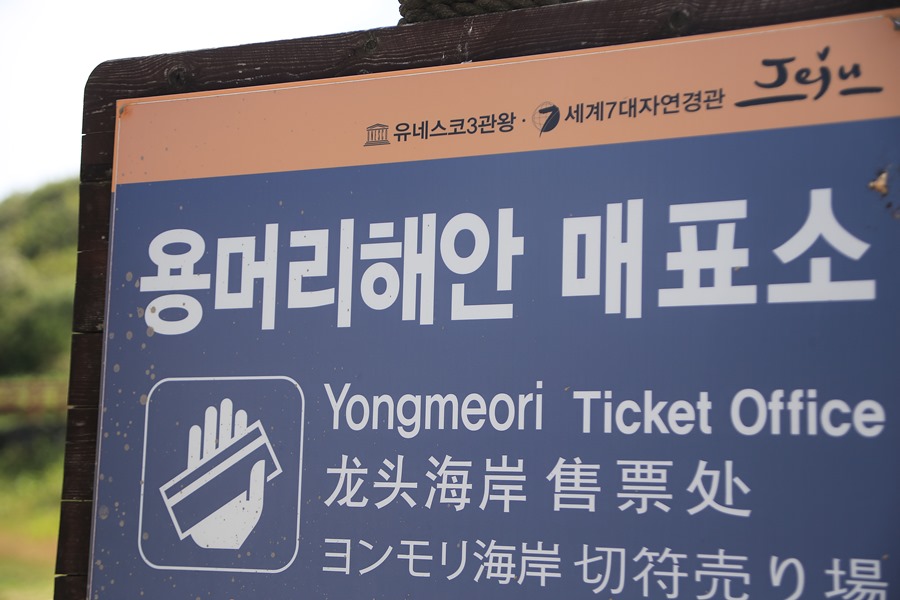 유네스코3관왕 · 7 세계7대자연경관 Jeju
용머리해안 매표소
Yongmeori Ticket Office
龙头海岸 售票处
ヨンモリ海岸 切符売り場